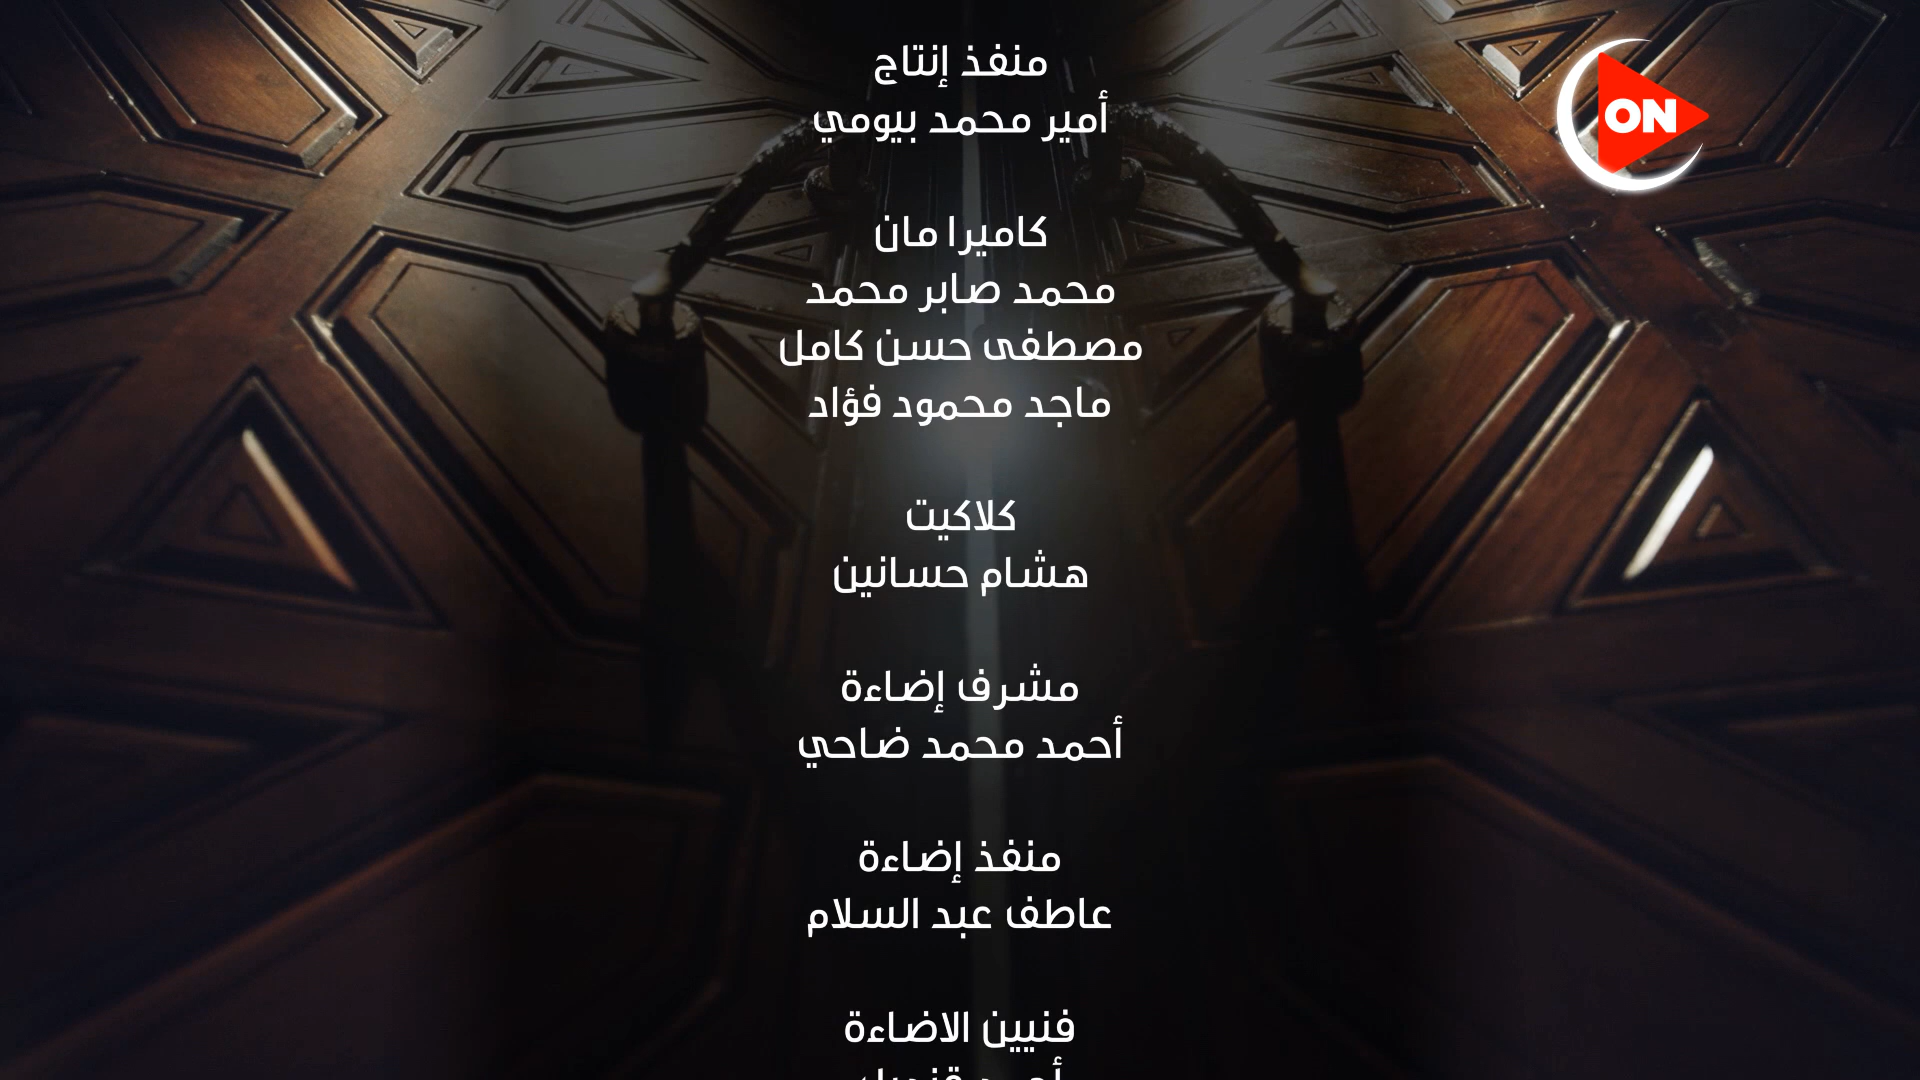 منفذ إنتاج
أمير محمد بيومي
ON
كاميرا مان
محمد صابر محمد
مصطفى حسن كامل
ماجد محمود فؤاد
كلاكيت
هشام حسانين
مشرف إضاءة
أحمد محمد ضاحي
منفذ إضاءة
عاطف عبد السلام
فنيين الاضاءة